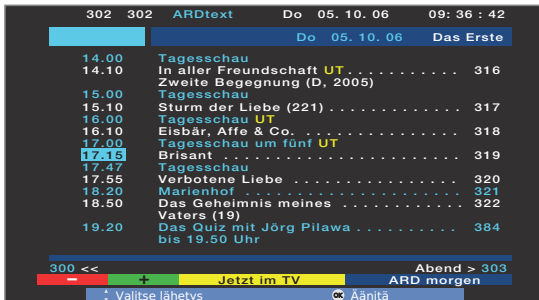 302 302 ARDtext Do 05. 10. 06 09: 36 : 42
Do 05. 10. 06 Das Erste
14.00 Tagesschau
14.10 In aller Freundschaft UT . . . . . . . . . . . 316
Zweite Begegnung (D, 2005)
15.00 Tagesschau
15.10 Sturm der Liebe (221) . . . . . . . . . . . . . 317
16.00 Tagesschau UT
16.10 Eisbär, Affe & Co. . . . . . . . . . . . . . . . . 318
17.00 Tagesschau um fünf UT
17.15 Brisant . . . . . . . . . . . . . . . . . . . . . . . 319
17.47 Tagesschau
17.55 Verbotene Liebe . . . . . . . . . . . . . . . . . 320
18.20 Marienhof . . . . . . . . . . . . . . . . . . . . . 321
18.50 Das Geheimnis meines . . . . . . . . . . . . 322
Vaters (19)
19.20 Das Quiz mit Jörg Pilawa . . . . . . . . . . . 384
bis 19.50 Uhr
300 << Abend > 303
− + Jetzt im TV ARD morgen
Valitse lähetys OK Äänitä